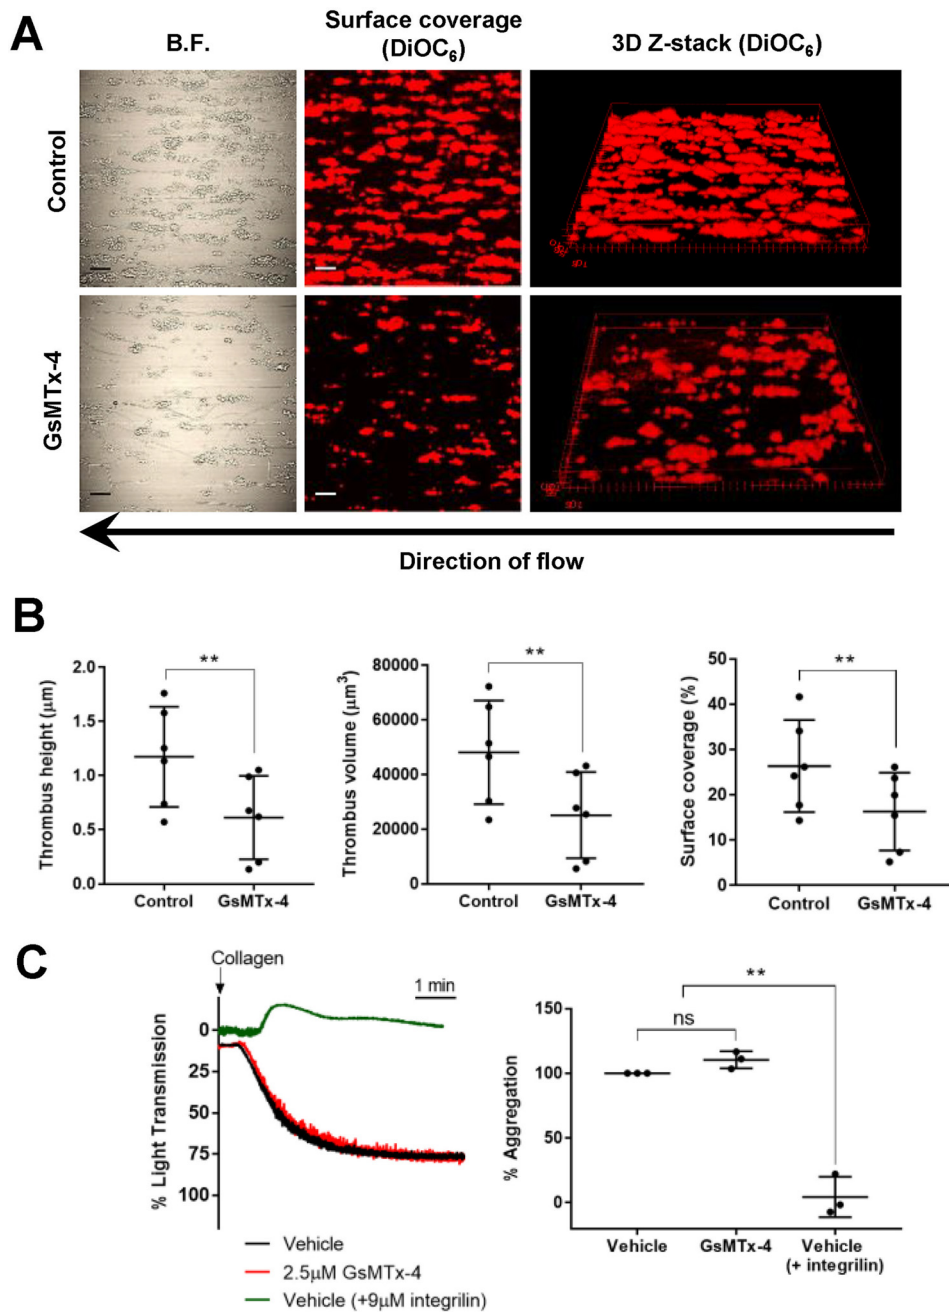 A
B.F.
Surface coverage
(DiOC6)
3D Z-stack (DiOC6)
Control
GsMTx-4
Direction of flow
B
Thrombus height (μm)
2.0
1.5
1.0
0.5
0.0
**
Control
GsMTx-4
Thrombus volume (μm3)
80000
60000
40000
20000
0
**
Control
GsMTx-4
Surface coverage (%)
50
40
30
20
10
0
**
Control
GsMTx-4
C
Collagen
1 min
% Light Transmission
0
25
50
75
100
Vehicle
2.5μM GsMTx-4
Vehicle (+9μM integrilin)
% Aggregation
150
100
50
0
ns
**
Vehicle
GsMTx-4
Vehicle
(+ integrilin)